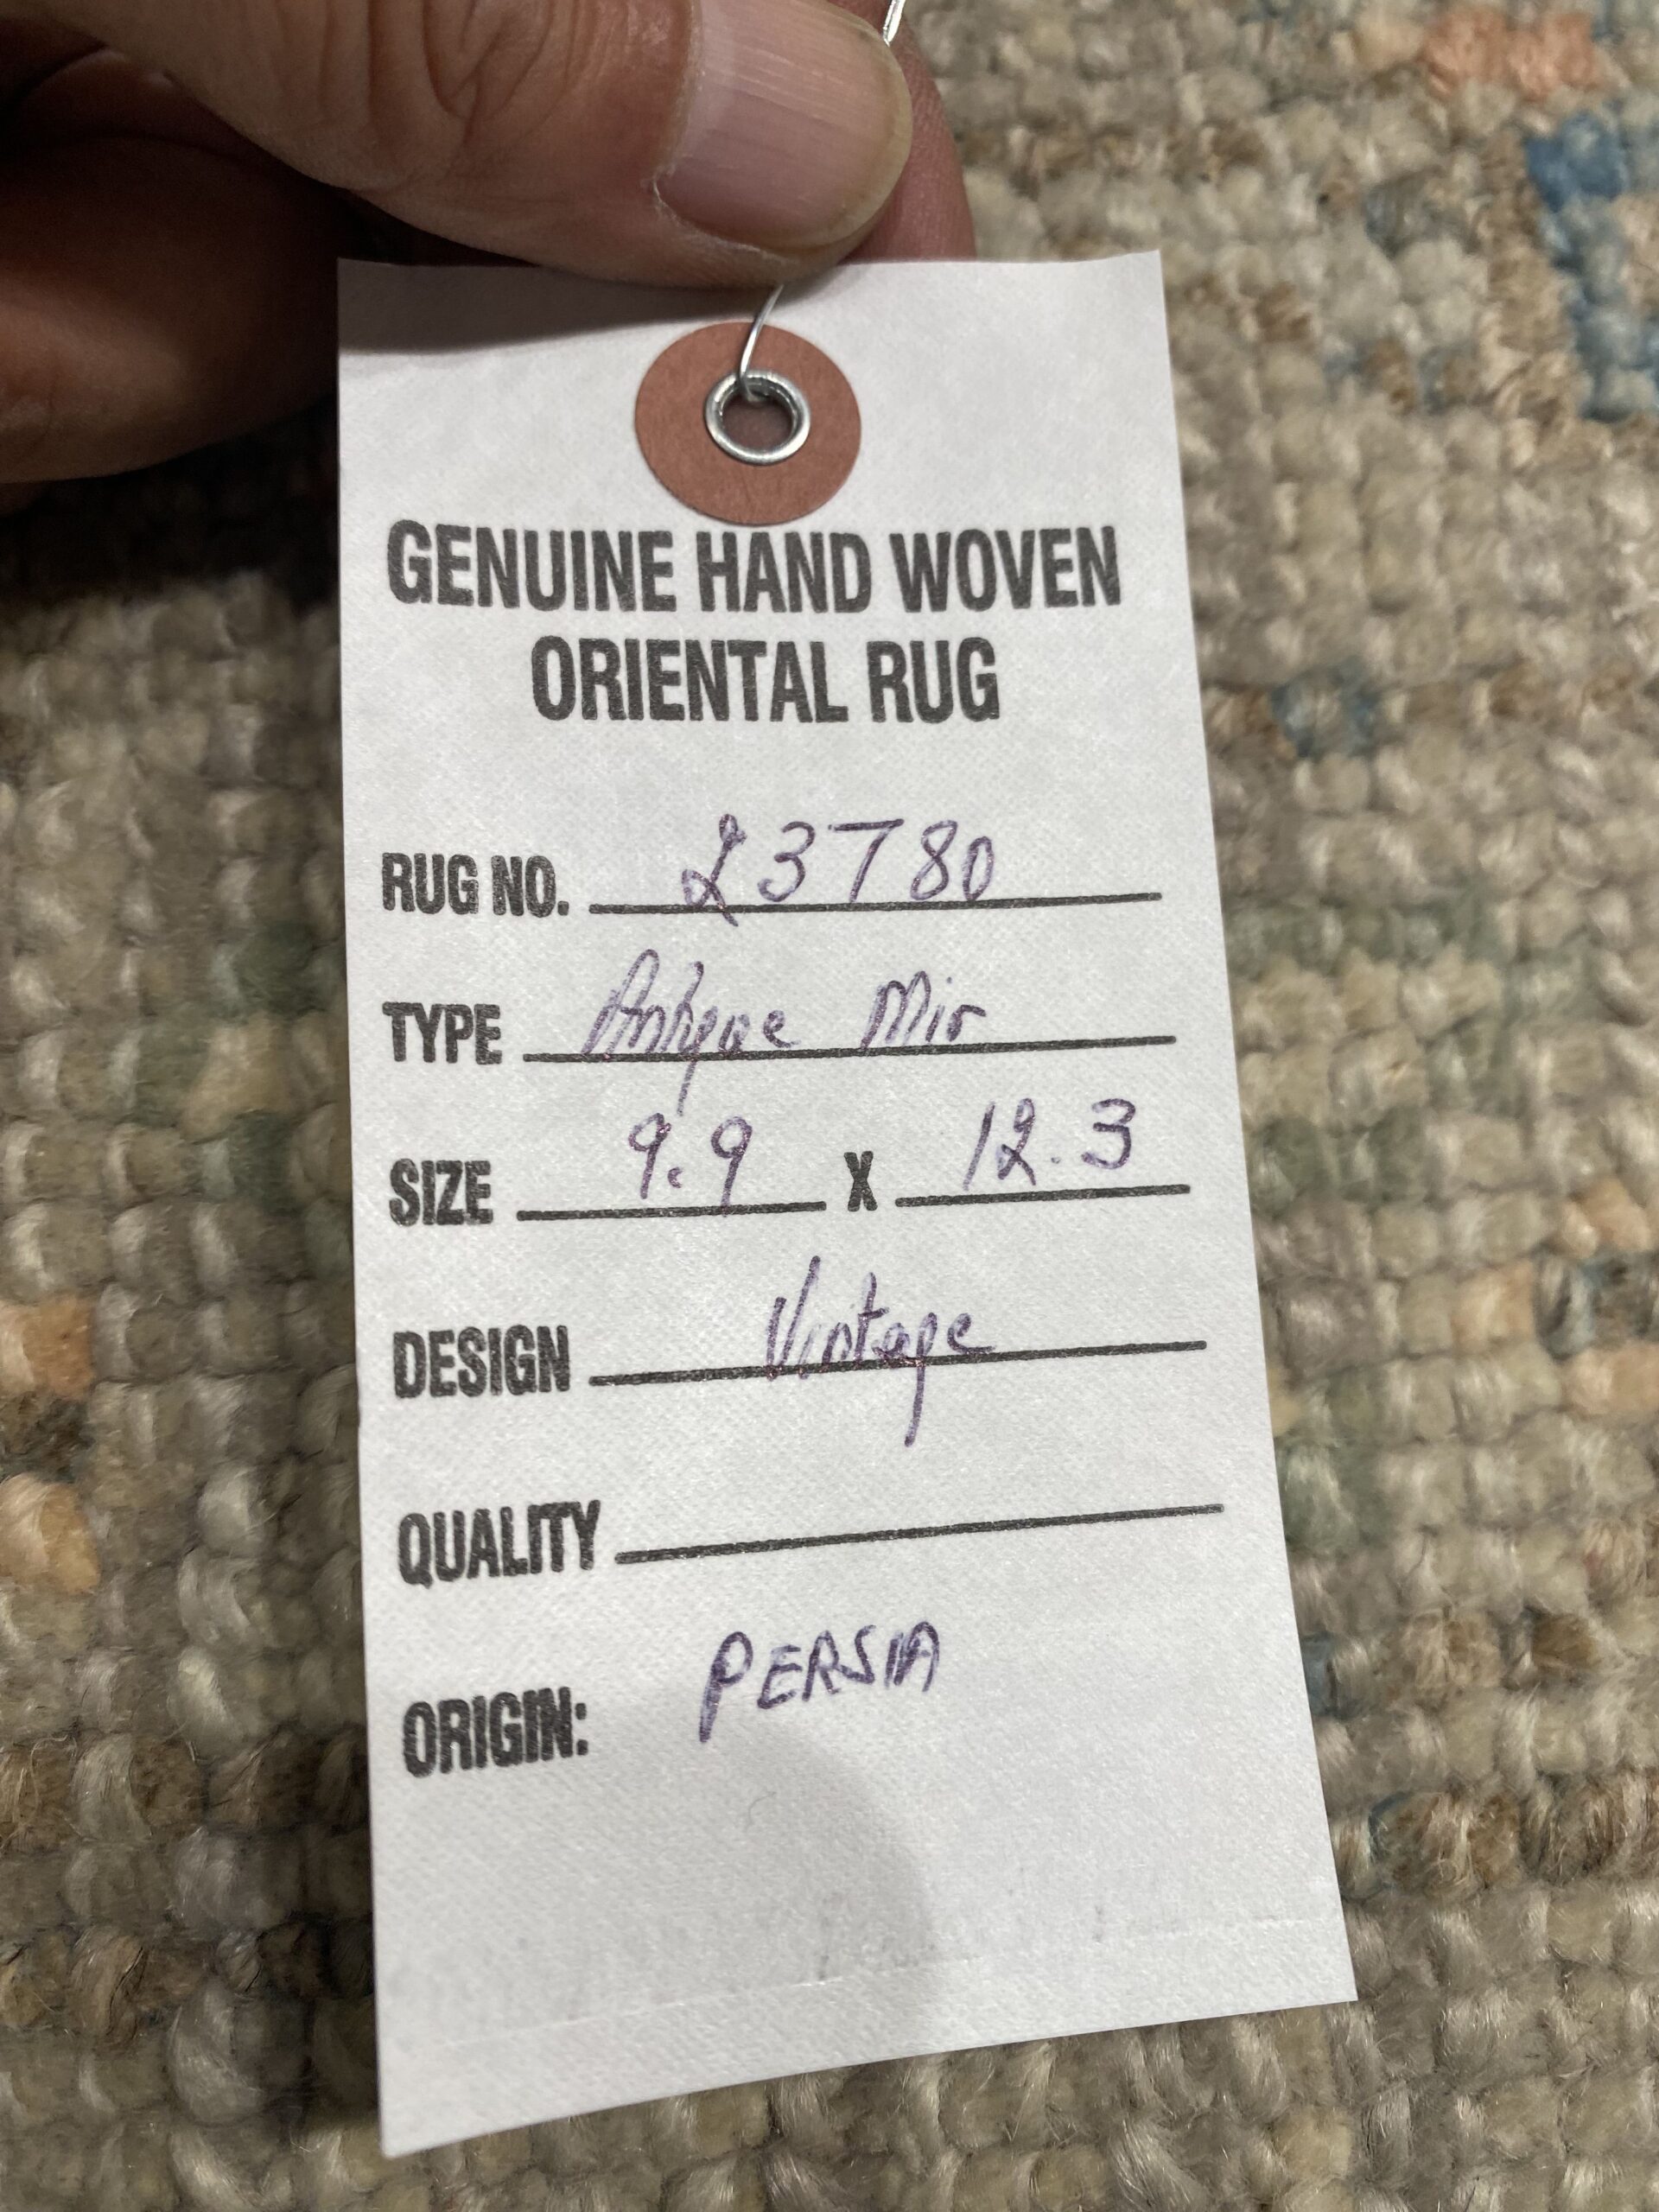 GENUINE HAND WOVEN
ORIENTAL RUG
RUG NO. 23780
TYPE Antique Mir
SIZE 9.9 X 12.3
DESIGN Vintage
QUALITY
ORIGIN: PERSIA